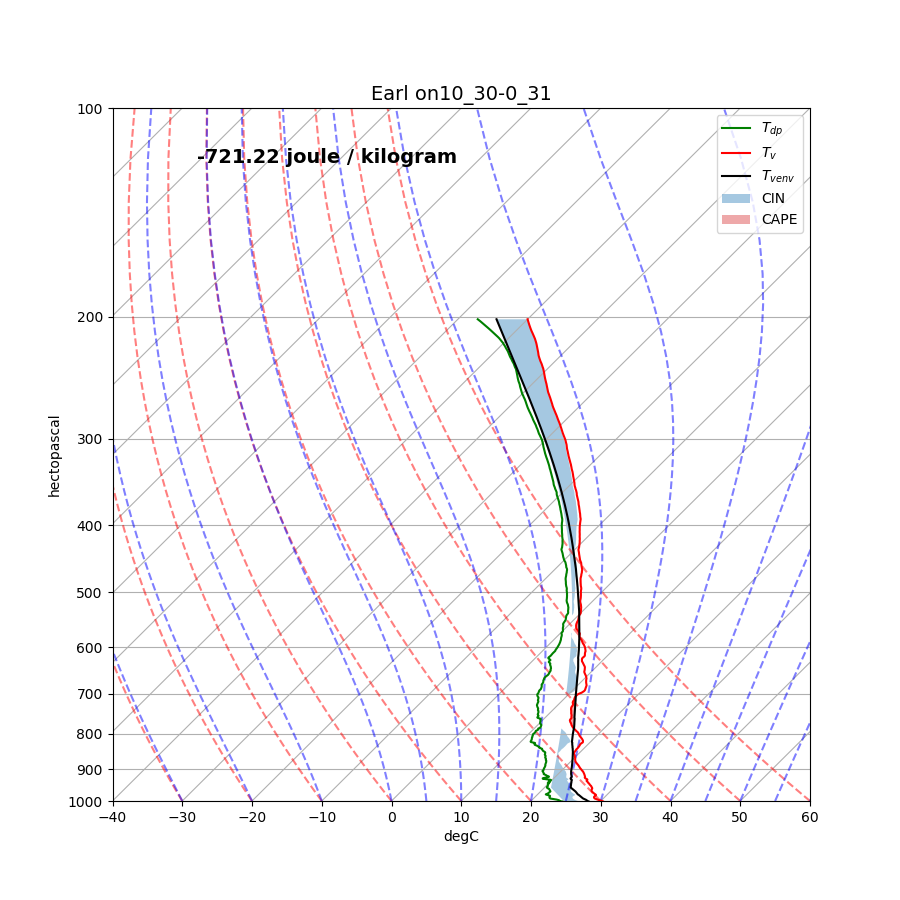 Earl on10_30-0_31
-721.22 joule / kilogram
T_dp
T_v
T_venv
CIN
CAPE
hectopascal
100
200
300
400
500
600
700
800
900
1000
−40 −30 −20 −10 0 10 20 30 40 50 60
degC